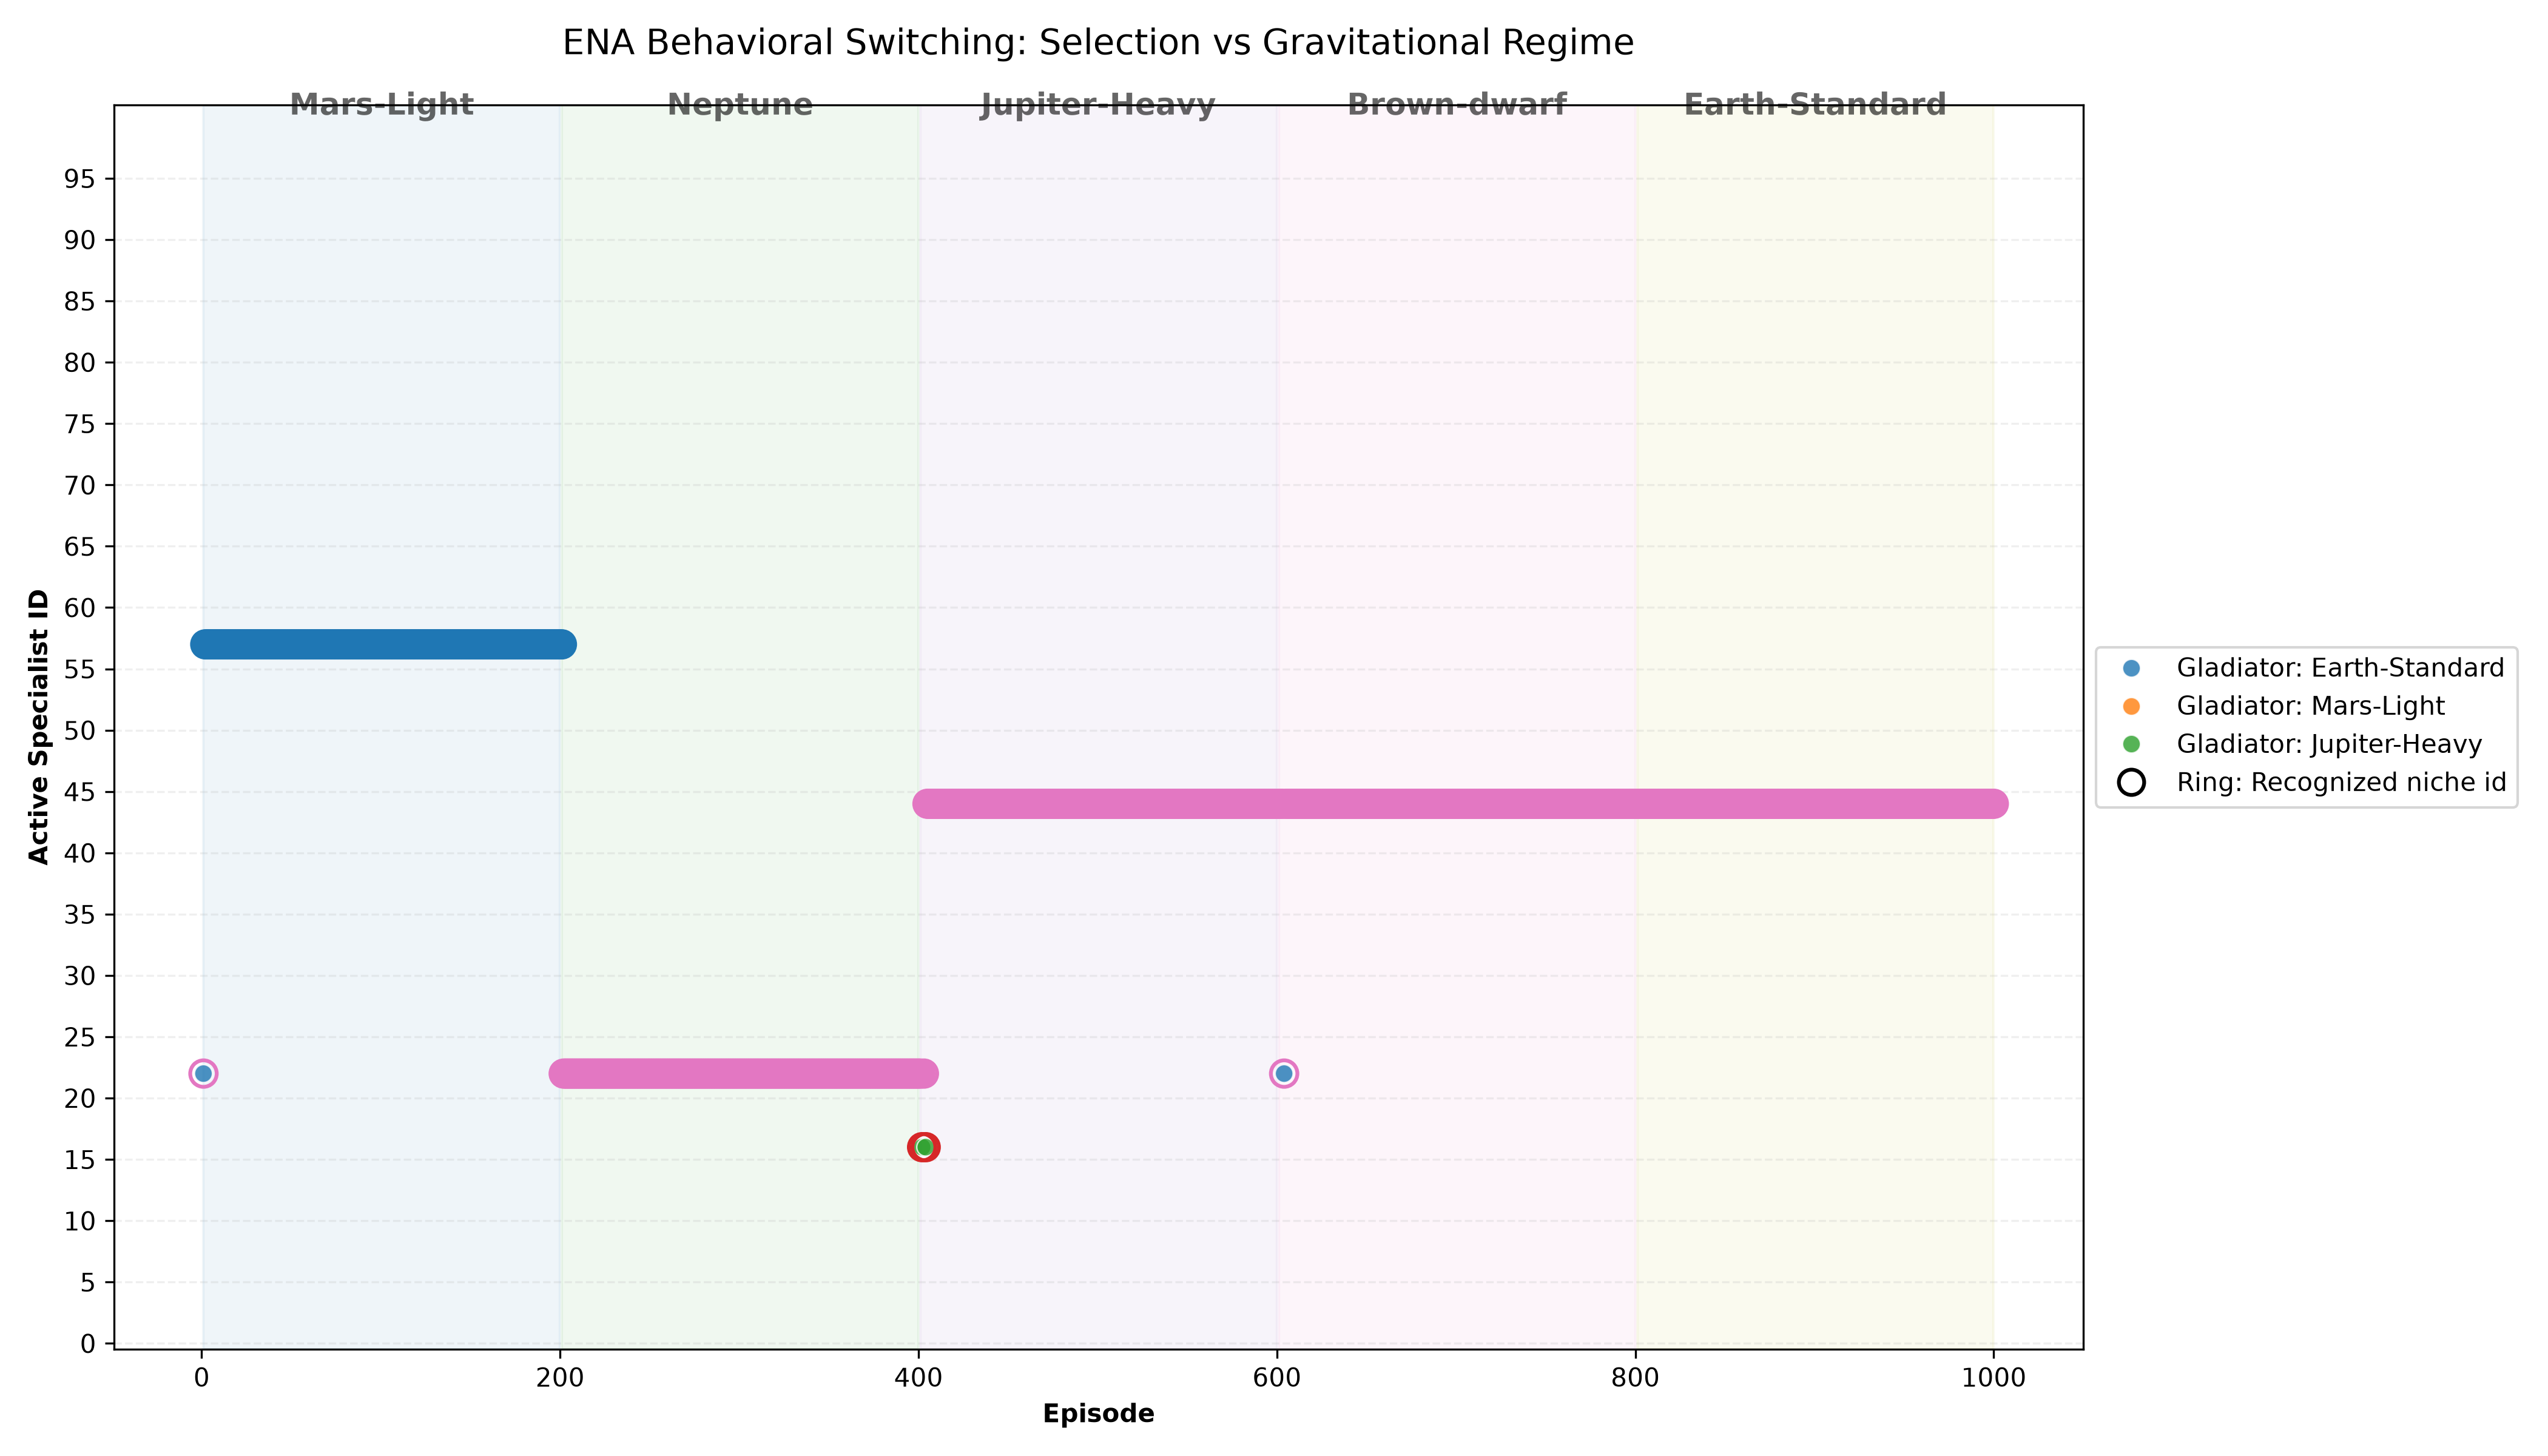 ENA Behavioral Switching: Selection vs Gravitational Regime
Mars-Light
Neptune
Jupiter-Heavy
Brown-dwarf
Earth-Standard
Active Specialist ID
95
90
85
80
75
70
65
60
55
50
45
40
35
30
25
20
15
10
5
0
0
200
400
600
800
1000
Episode
Gladiator: Earth-Standard
Gladiator: Mars-Light
Gladiator: Jupiter-Heavy
Ring: Recognized niche id